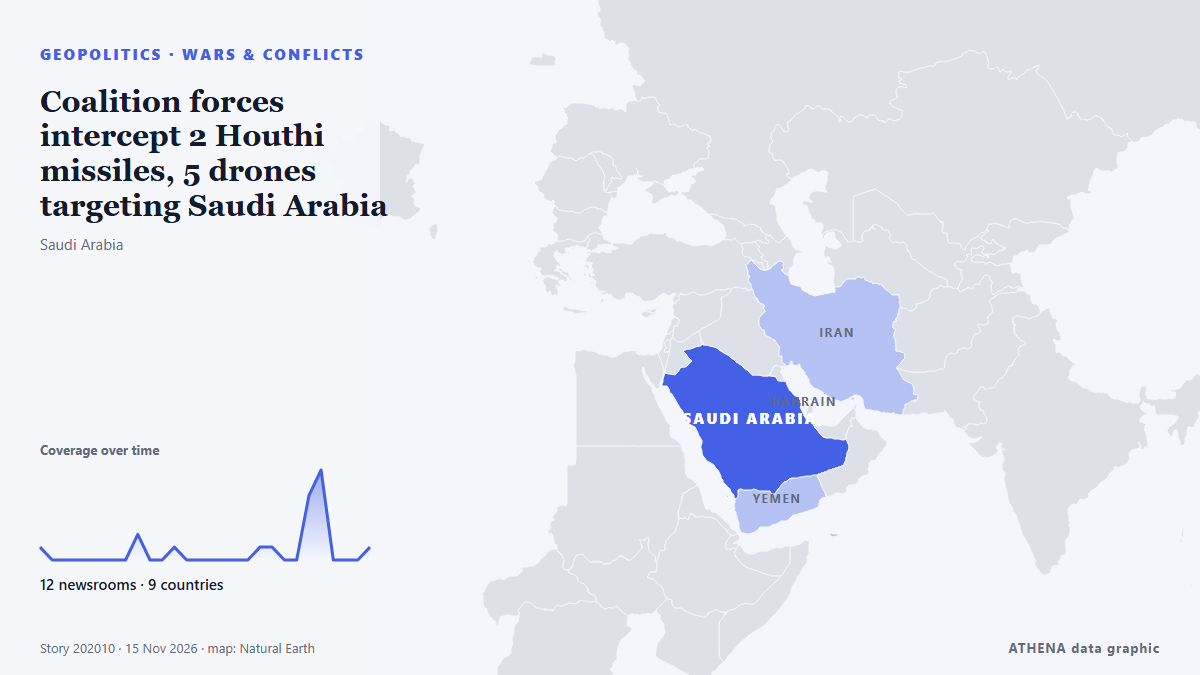 GEOPOLITICS · WARS & CONFLICTS
Coalition forces
intercept 2 Houthi
missiles, 5 drones
targeting Saudi Arabia
Saudi Arabia
IRAN
BAHRAIN
SAUDI ARABIA
YEMEN
Coverage over time
12 newsrooms · 9 countries
Story 202010 · 15 Nov 2026 · map: Natural Earth
ATHENA data graphic